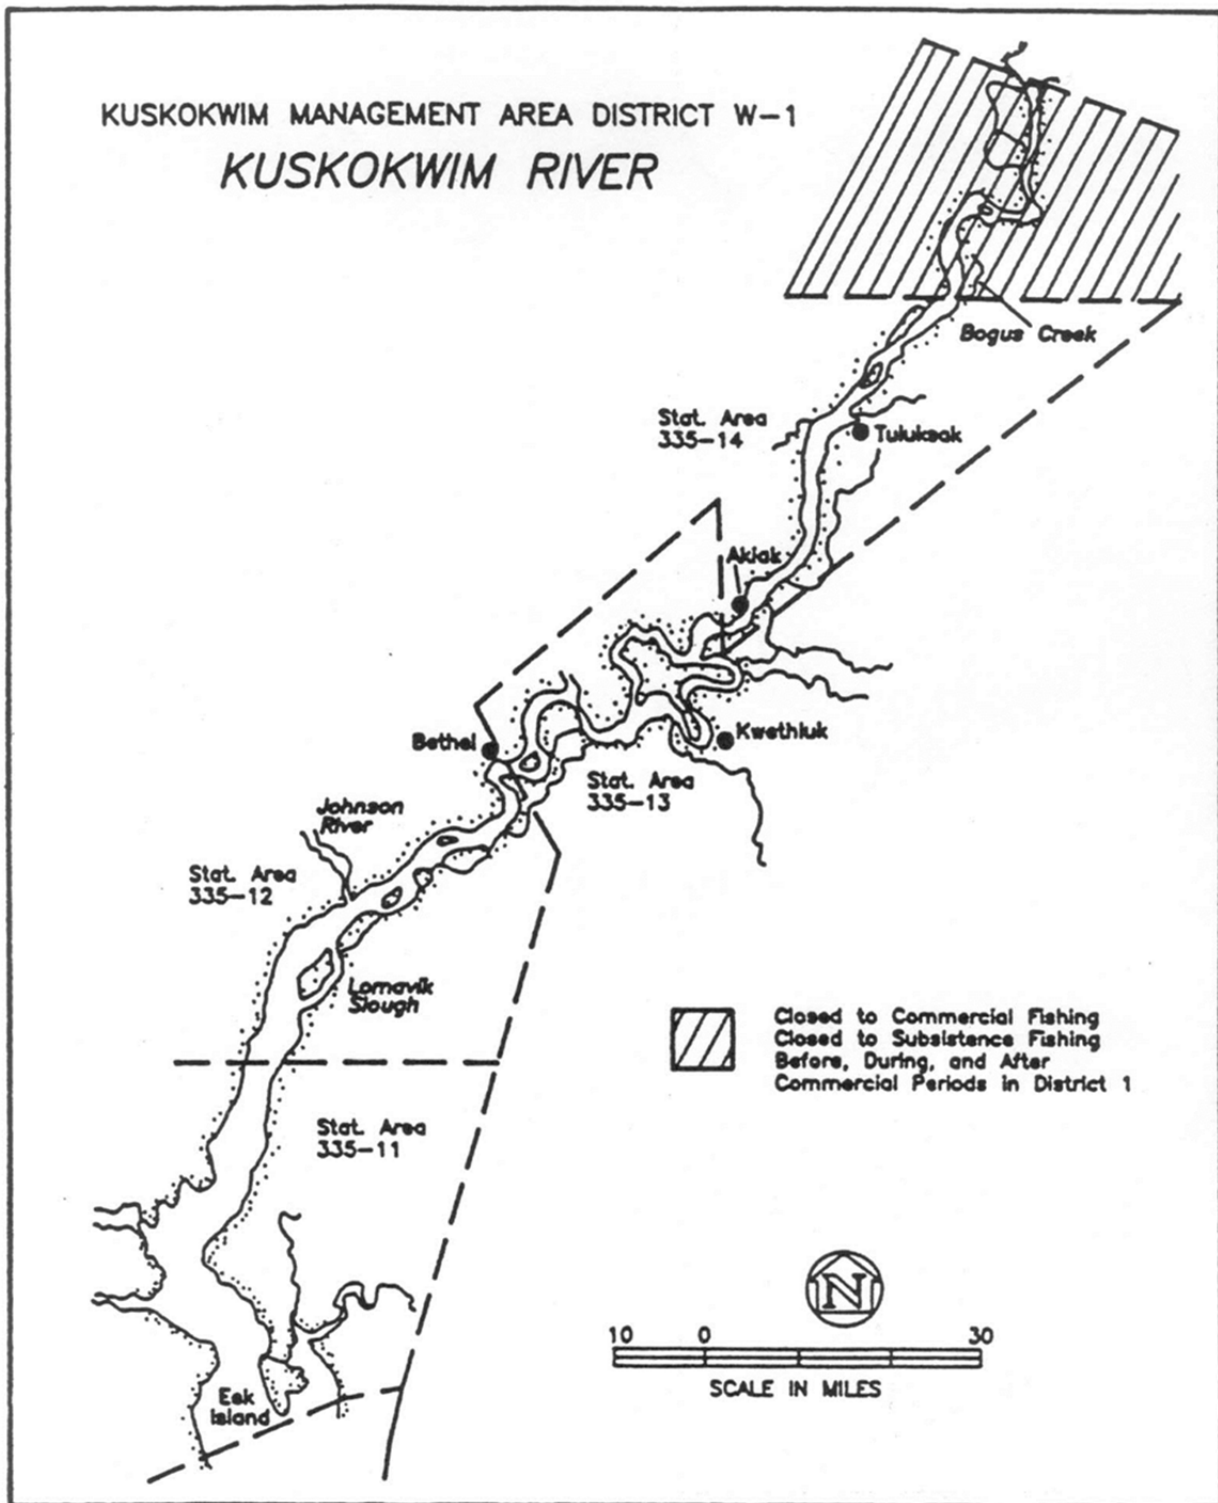 KUSKOKWIM MANAGEMENT AREA DISTRICT W-1
KUSKOKWIM RIVER
Bogus Creek
Stat. Area
335-14
Tuluksak
Akiak
Bethel
Kwethluk
Stat. Area
335-13
Johnson
River
Stat. Area
335-12
Lomavik
Slough
Closed to Commercial Fishing
Closed to Subsistence Fishing
Before, During, and After
Commercial Periods in District 1
Stat. Area
335-11
N
10 0 30
SCALE IN MILES
Eek
Island